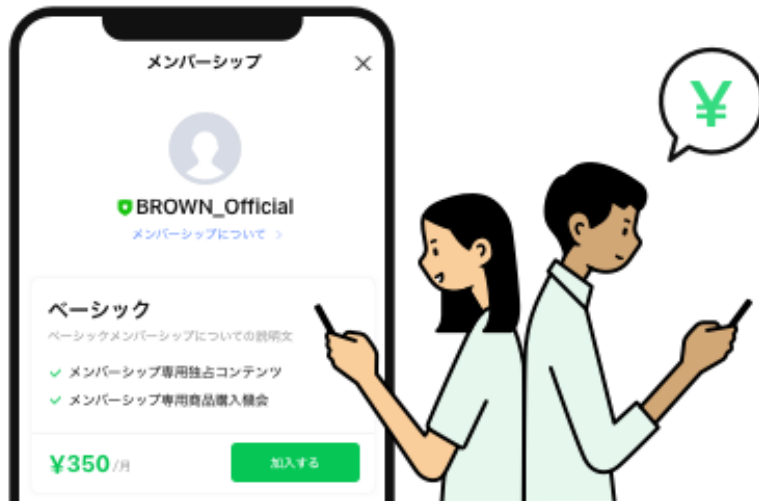 メンバーシップ
BROWN_Official
メンバーシップについて >
ベーシック
ベーシックメンバーシップについての説明文
メンバーシップ専用独占コンテンツ
メンバーシップ専用商品購入機会
¥350/月
加入する
¥